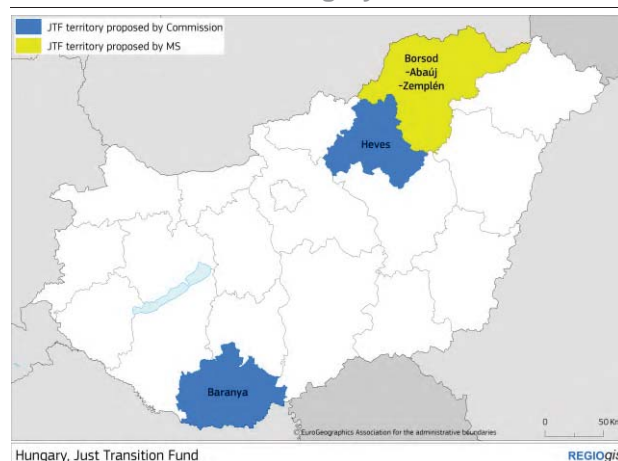 JTF territory proposed by Commission
JTF territory proposed by MS
Borsod
-Abaúj
-Zemplén
Heves
Baranya
© EuroGeographics Association for the administrative boundaries
0 50 Km
Hungary, Just Transition Fund
REGIOgis